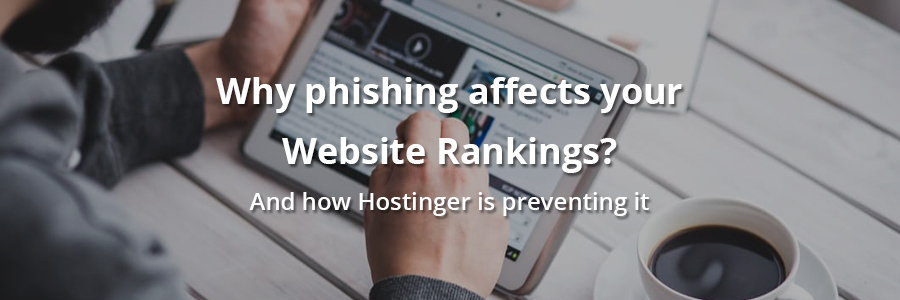 Why phishing affects your
Website Rankings?
And how Hostinger is preventing it